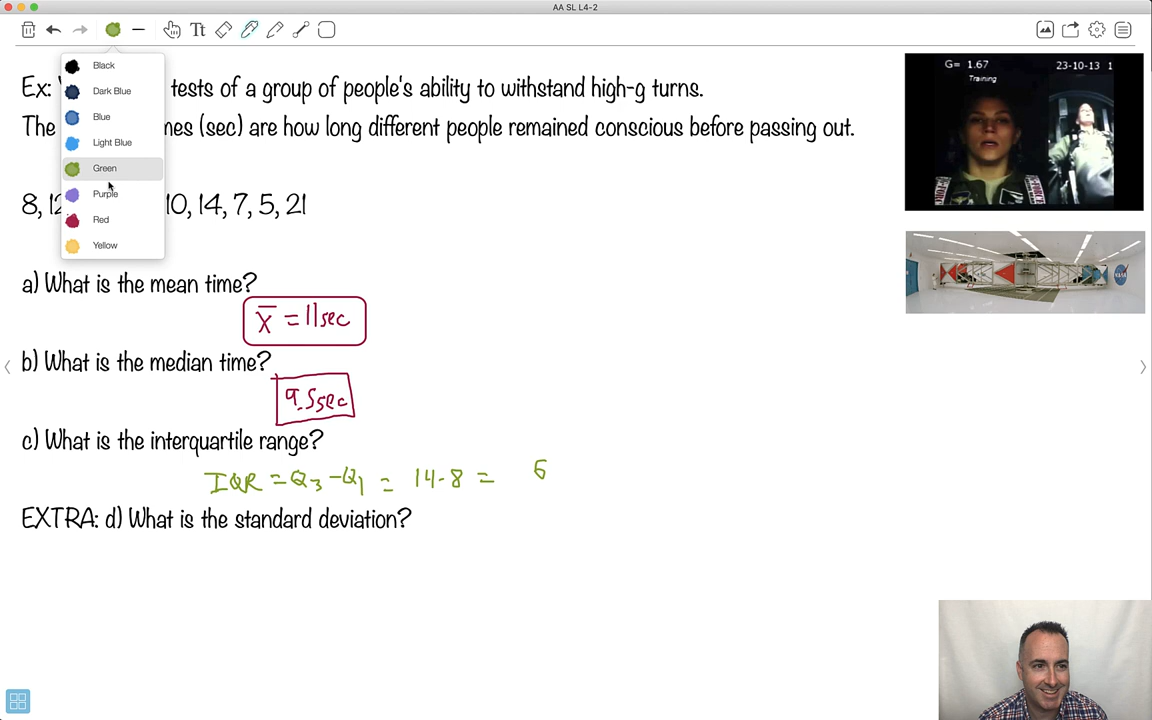 AA SL L4-2
Tt
Black
Dark Blue
Blue
Light Blue
Green
Purple
Red
Yellow
G= 1.67 23-10-13 1
Training
Ex: tests of a group of people's ability to withstand high-g turns.
The mes (sec) are how long different people remained conscious before passing out.
8, 12 10, 14, 7, 5, 21
a) What is the mean time?
x̄ = 11sec
b) What is the median time?
9.5sec
c) What is the interquartile range?
IQR = Q₃ - Q₁ = 14-8 = 6
EXTRA: d) What is the standard deviation?
NASA